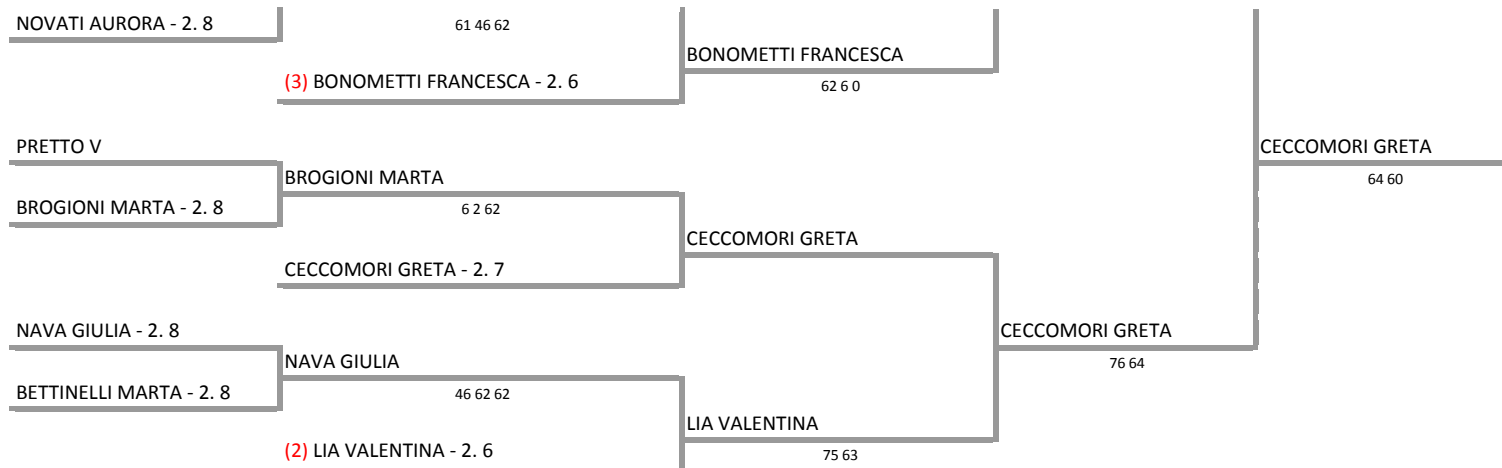 NOVATI AURORA - 2. 8
61 46 62
BONOMETTI FRANCESCA
(3) BONOMETTI FRANCESCA - 2. 6
62 6 0
PRETTO V
CECCOMORI GRETA
BROGIONI MARTA
64 60
BROGIONI MARTA - 2. 8
6 2 62
CECCOMORI GRETA
CECCOMORI GRETA - 2. 7
NAVA GIULIA - 2. 8
CECCOMORI GRETA
NAVA GIULIA
76 64
BETTINELLI MARTA - 2. 8
46 62 62
LIA VALENTINA
(2) LIA VALENTINA - 2. 6
75 63